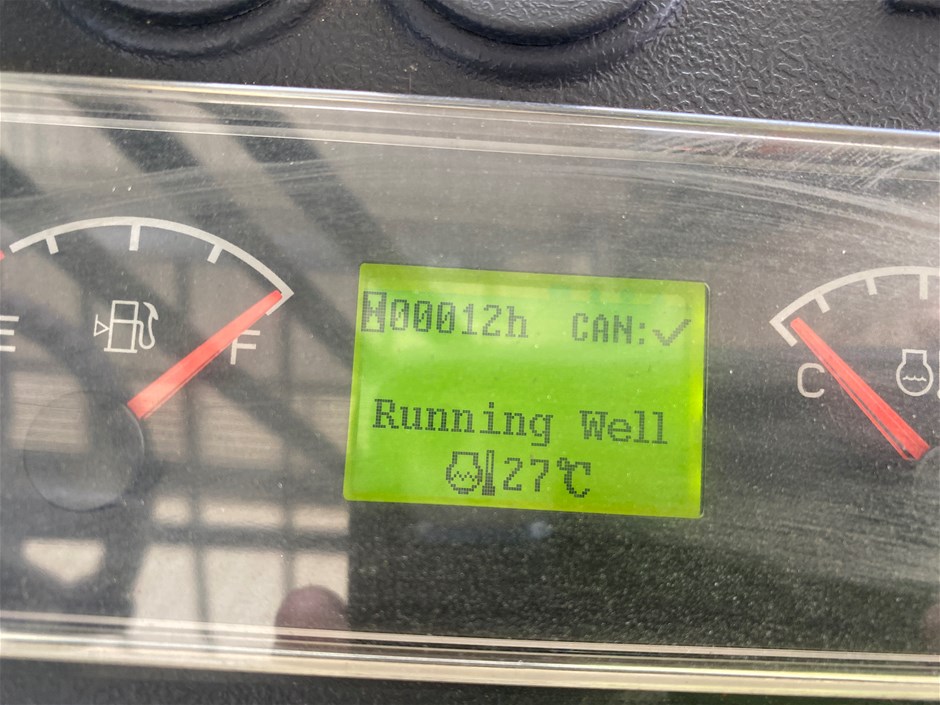 00012h CAN:✓
E
F
C
Running Well
27℃